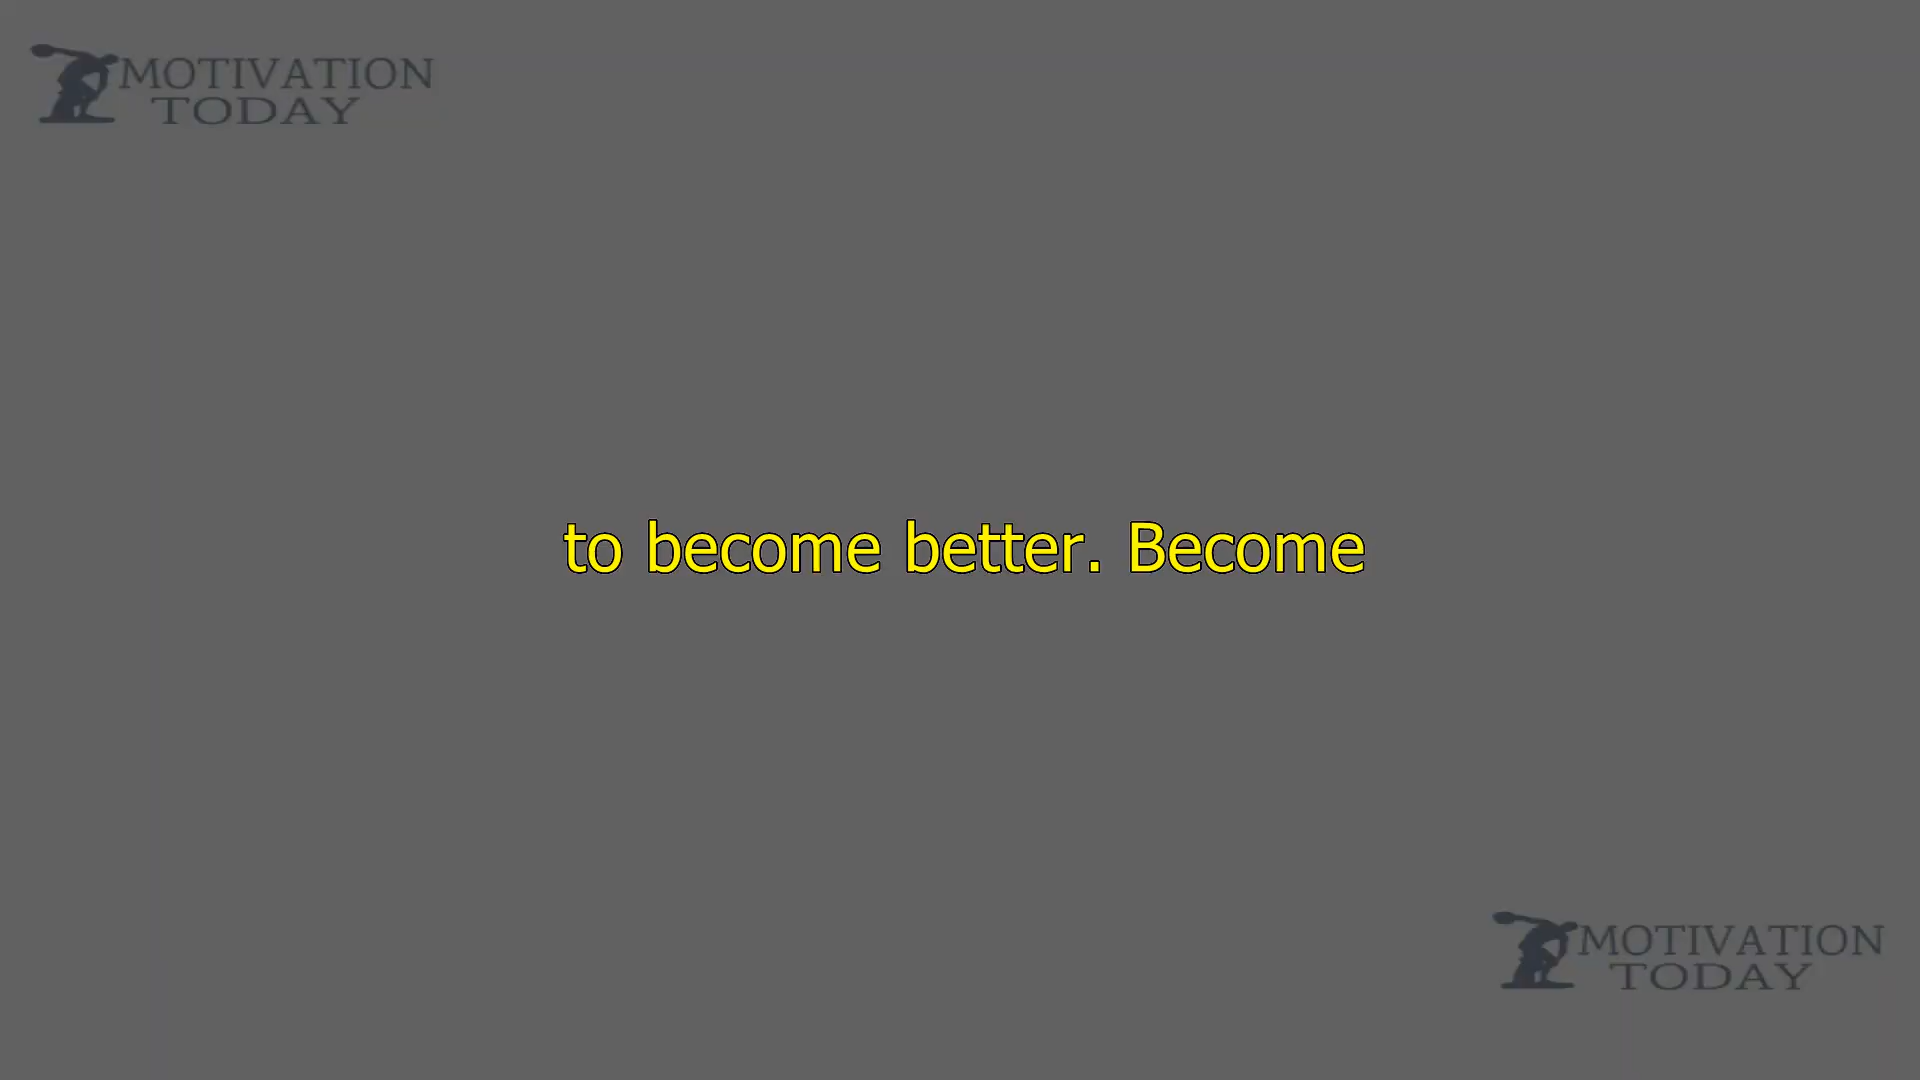 MOTIVATION
TODAY
to become better. Become
MOTIVATION
TODAY